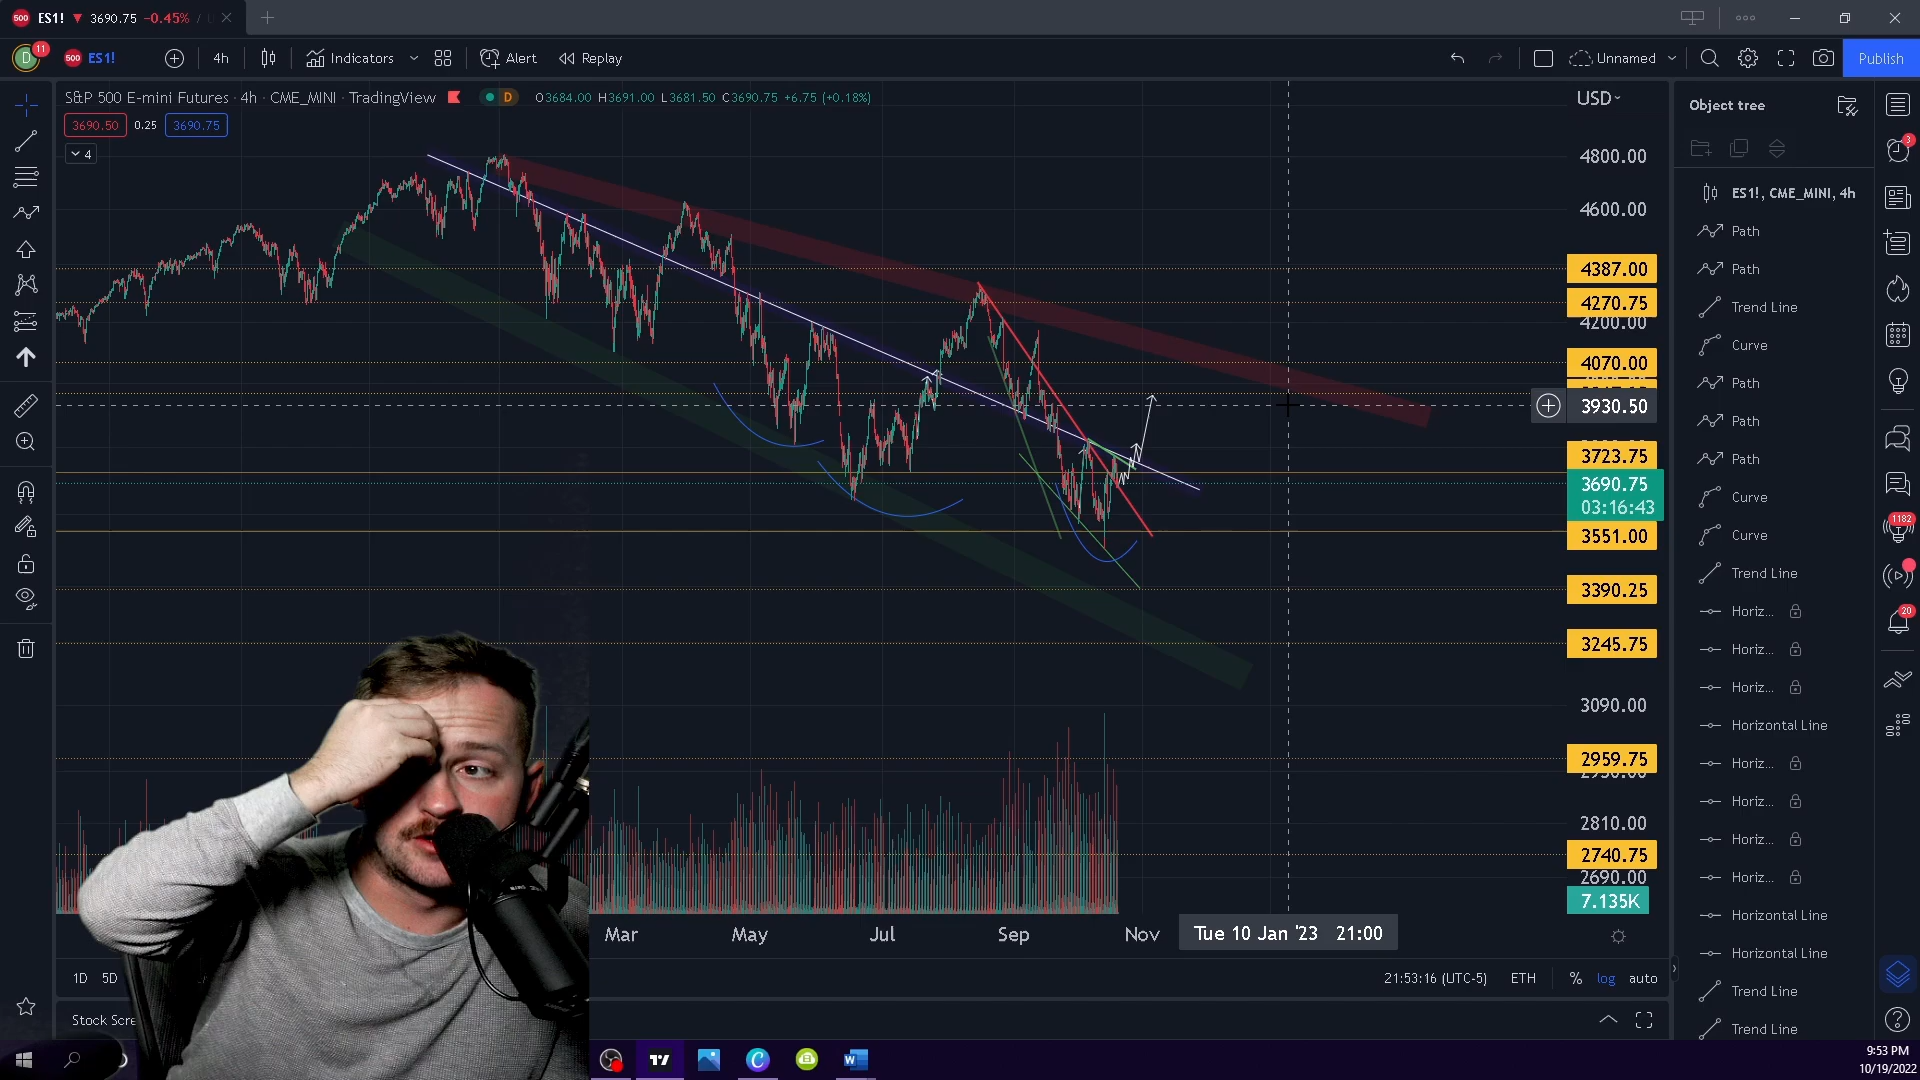 500 ES1! ▼ 3690.75 −0.45% /
D 11 500 ES1! 4h Indicators Alert Replay Unnamed Publish
S&P 500 E-mini Futures · 4h · CME_MINI · TradingView D O3684.00 H3691.00 L3681.50 C3690.75 +6.75 (+0.18%)
USD
3690.50 0.25 3690.75
4
4800.00
4600.00
4387.00
4270.75
4200.00
4070.00
3930.50
3723.75
3690.75
03:16:43
3551.00
3390.25
3245.75
3090.00
2959.75
2810.00
2740.75
2690.00
7.135K
Mar May Jul Sep Nov Tue 10 Jan '23 21:00
1D 5D
21:53:16 (UTC-5) ETH % log auto
Stock Scre
Object tree
ES1!, CME_MINI, 4h
Path
Path
Trend Line
Curve
Path
Path
Path
Curve
Curve
Trend Line
Horiz...
Horiz...
Horiz...
Horizontal Line
Horiz...
Horiz...
Horiz...
Horiz...
Horizontal Line
Horizontal Line
Trend Line
Trend Line
3
1182
20
W
9:53 PM
10/19/2022